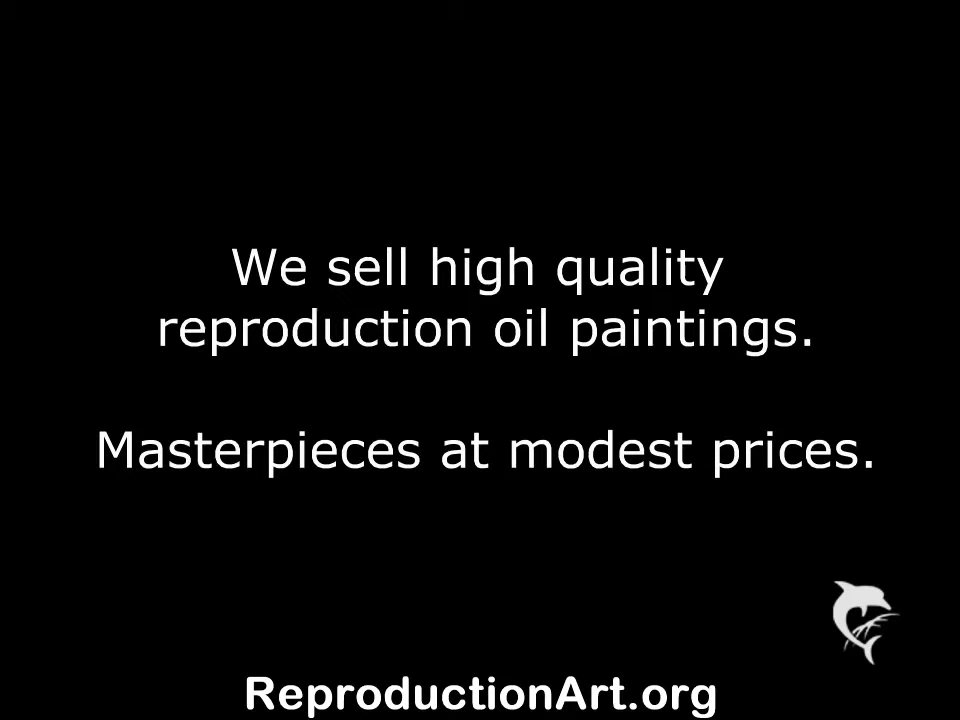 We sell high quality
reproduction oil paintings.
Masterpieces at modest prices.
ReproductionArt.org